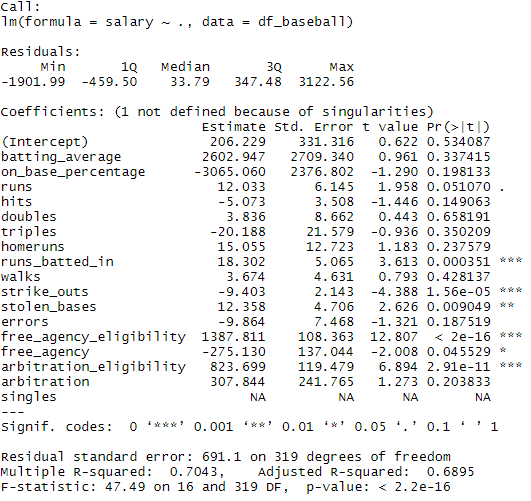 Call:
lm(formula = salary ~ ., data = df_baseball)
Residuals:
Min 1Q Median 3Q Max
-1901.99 -459.50 33.79 347.48 3122.56
Coefficients: (1 not defined because of singularities)
Estimate Std. Error t value Pr(>|t|)
(Intercept) 206.229 331.316 0.622 0.534087
batting_average 2602.947 2709.340 0.961 0.337415
on_base_percentage -3065.060 2376.802 -1.290 0.198133
runs 12.033 6.145 1.958 0.051070 .
hits -5.073 3.508 -1.446 0.149063
doubles 3.836 8.662 0.443 0.658191
triples -20.188 21.579 -0.936 0.350209
homeruns 15.055 12.723 1.183 0.237579
runs_batted_in 18.302 5.065 3.613 0.000351 ***
walks 3.674 4.631 0.793 0.428137
strike_outs -9.403 2.143 -4.388 1.56e-05 ***
stolen_bases 12.358 4.706 2.626 0.009049 **
errors -9.864 7.468 -1.321 0.187519
free_agency_eligibility 1387.811 108.363 12.807 < 2e-16 ***
free_agency -275.130 137.044 -2.008 0.045529 *
arbitration_eligibility 823.699 119.479 6.894 2.91e-11 ***
arbitration 307.844 241.765 1.273 0.203833
singles NA NA NA NA
---
Signif. codes: 0 ‘***’ 0.001 ‘**’ 0.01 ‘*’ 0.05 ‘.’ 0.1 ‘ ’ 1
Residual standard error: 691.1 on 319 degrees of freedom
Multiple R-squared: 0.7043, Adjusted R-squared: 0.6895
F-statistic: 47.49 on 16 and 319 DF, p-value: < 2.2e-16